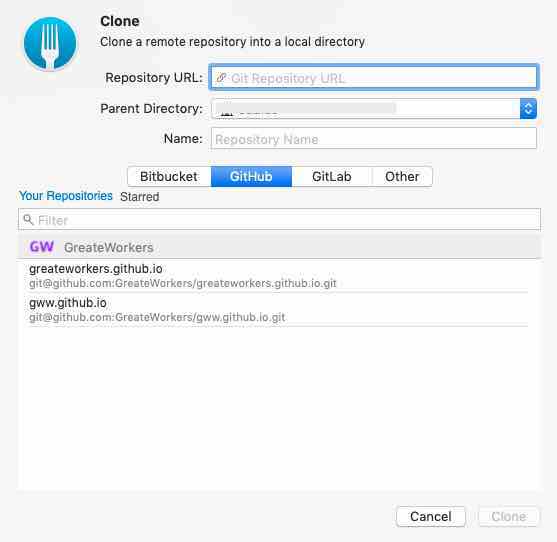 Clone
Clone a remote repository into a local directory
Repository URL: Git Repository URL
Parent Directory:
Name: Repository Name
Bitbucket GitHub GitLab Other
Your Repositories Starred
Filter
GW GreateWorkers
greateworkers.github.io
git@github.com:GreateWorkers/greateworkers.github.io.git
gww.github.io
git@github.com:GreateWorkers/gww.github.io.git
Cancel Clone